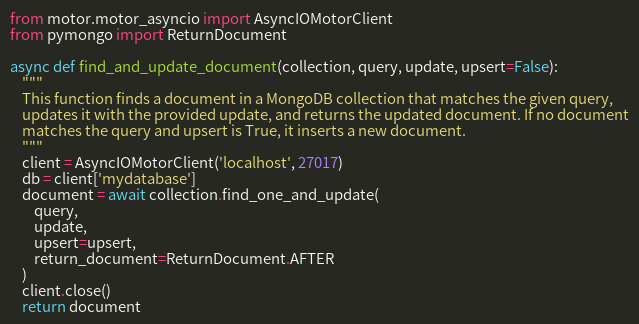 from motor.motor_asyncio import AsyncIOMotorClient
from pymongo import ReturnDocument

async def find_and_update_document(collection, query, update, upsert=False):
    """
    This function finds a document in a MongoDB collection that matches the given query,
    updates it with the provided update, and returns the updated document. If no document
    matches the query and upsert is True, it inserts a new document.
    """
    client = AsyncIOMotorClient('localhost', 27017)
    db = client['mydatabase']
    document = await collection.find_one_and_update(
        query,
        update,
        upsert=upsert,
        return_document=ReturnDocument.AFTER
    )
    client.close()
    return document